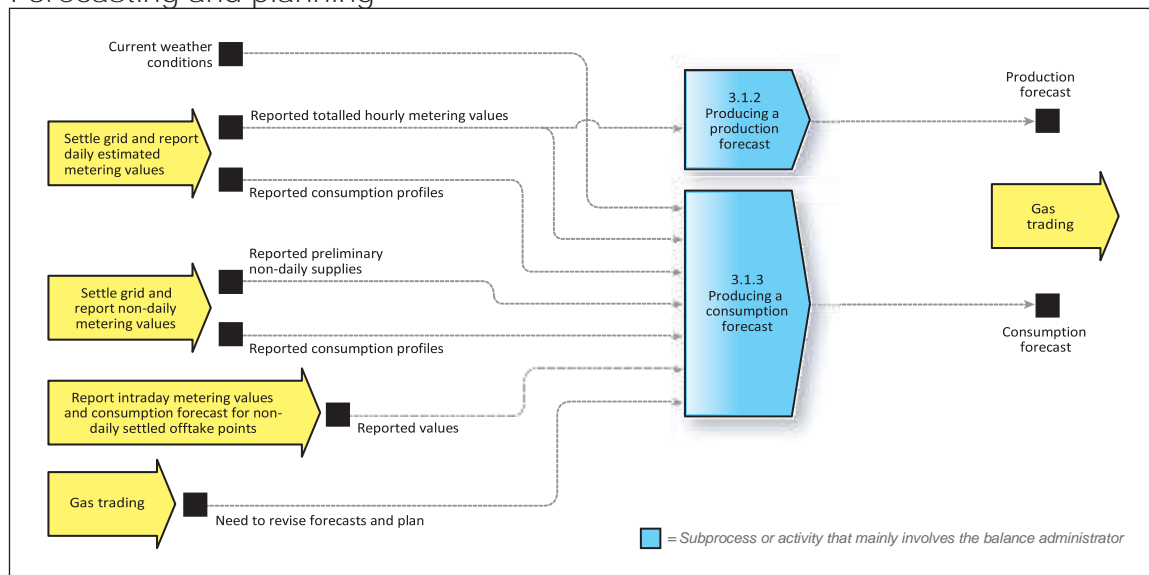 Forecasting and planning
Current weather
conditions
Settle grid and report
daily estimated
metering values
Reported totalled hourly metering values
Reported consumption profiles
3.1.2
Producing a
production
forecast
Production
forecast
Gas
trading
Settle grid and
report non-daily
metering values
Reported preliminary
non-daily supplies
Reported consumption profiles
3.1.3
Producing a
consumption
forecast
Consumption
forecast
Report intraday metering values
and consumption forecast for non-
daily settled offtake points
Reported values
Gas trading
Need to revise forecasts and plan
= Subprocess or activity that mainly involves the balance administrator